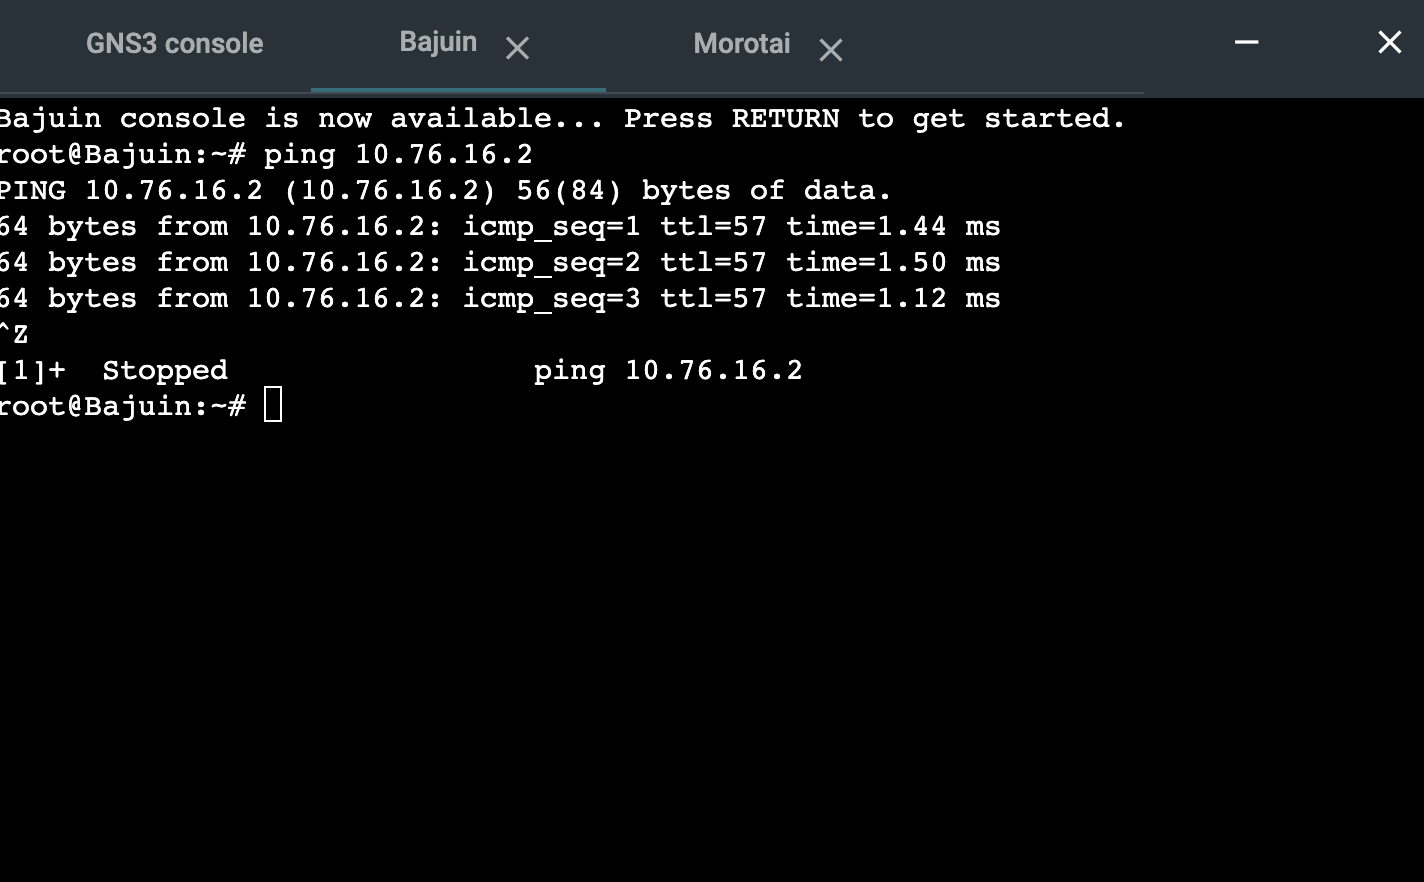 GNS3 console Bajuin Morotai
Bajuin console is now available... Press RETURN to get started.
root@Bajuin:~# ping 10.76.16.2
PING 10.76.16.2 (10.76.16.2) 56(84) bytes of data.
64 bytes from 10.76.16.2: icmp_seq=1 ttl=57 time=1.44 ms
64 bytes from 10.76.16.2: icmp_seq=2 ttl=57 time=1.50 ms
64 bytes from 10.76.16.2: icmp_seq=3 ttl=57 time=1.12 ms
^Z
[1]+  Stopped                 ping 10.76.16.2
root@Bajuin:~#